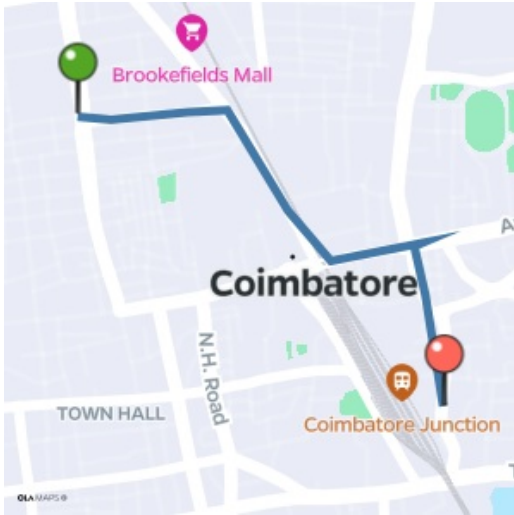 Brookefields Mall
A
Coimbatore
N.H. Road
TOWN HALL
Coimbatore Junction
T
OLA MAPS ©